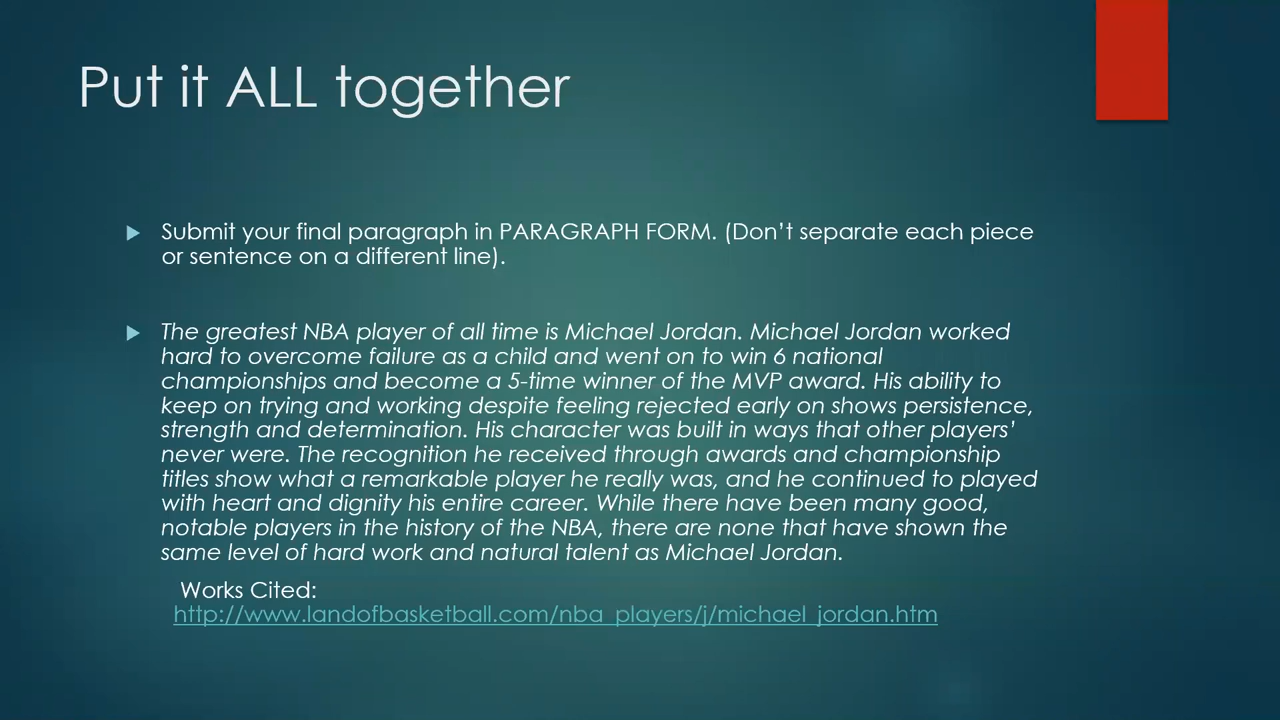 Put it ALL together
Submit your final paragraph in PARAGRAPH FORM. (Don't separate each piece
or sentence on a different line).
The greatest NBA player of all time is Michael Jordan. Michael Jordan worked
hard to overcome failure as a child and went on to win 6 national
championships and become a 5-time winner of the MVP award. His ability to
keep on trying and working despite feeling rejected early on shows persistence,
strength and determination. His character was built in ways that other players'
never were. The recognition he received through awards and championship
titles show what a remarkable player he really was, and he continued to played
with heart and dignity his entire career. While there have been many good,
notable players in the history of the NBA, there are none that have shown the
same level of hard work and natural talent as Michael Jordan.
Works Cited:
http://www.landofbasketball.com/nba_players/j/michael_jordan.htm